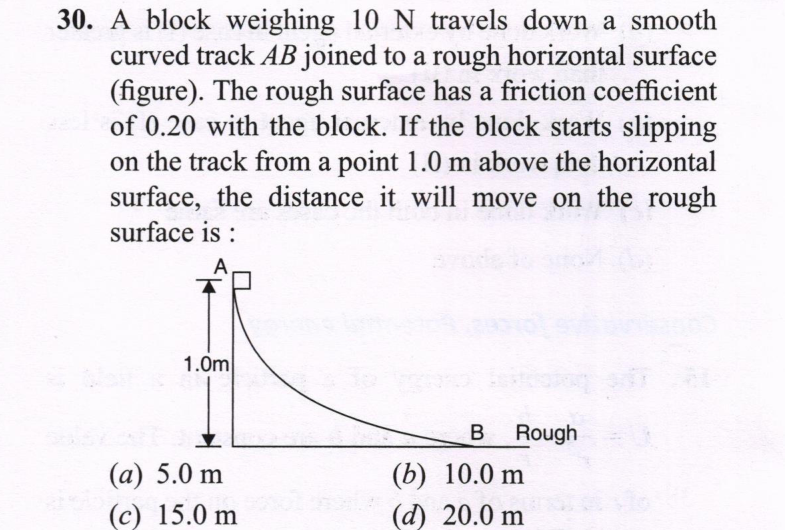 30. A block weighing 10 N travels down a smooth
curved track AB joined to a rough horizontal surface
(figure). The rough surface has a friction coefficient
of 0.20 with the block. If the block starts slipping
on the track from a point 1.0 m above the horizontal
surface, the distance it will move on the rough
surface is :
A
1.0m
B Rough
(a) 5.0 m (b) 10.0 m
(c) 15.0 m (d) 20.0 m